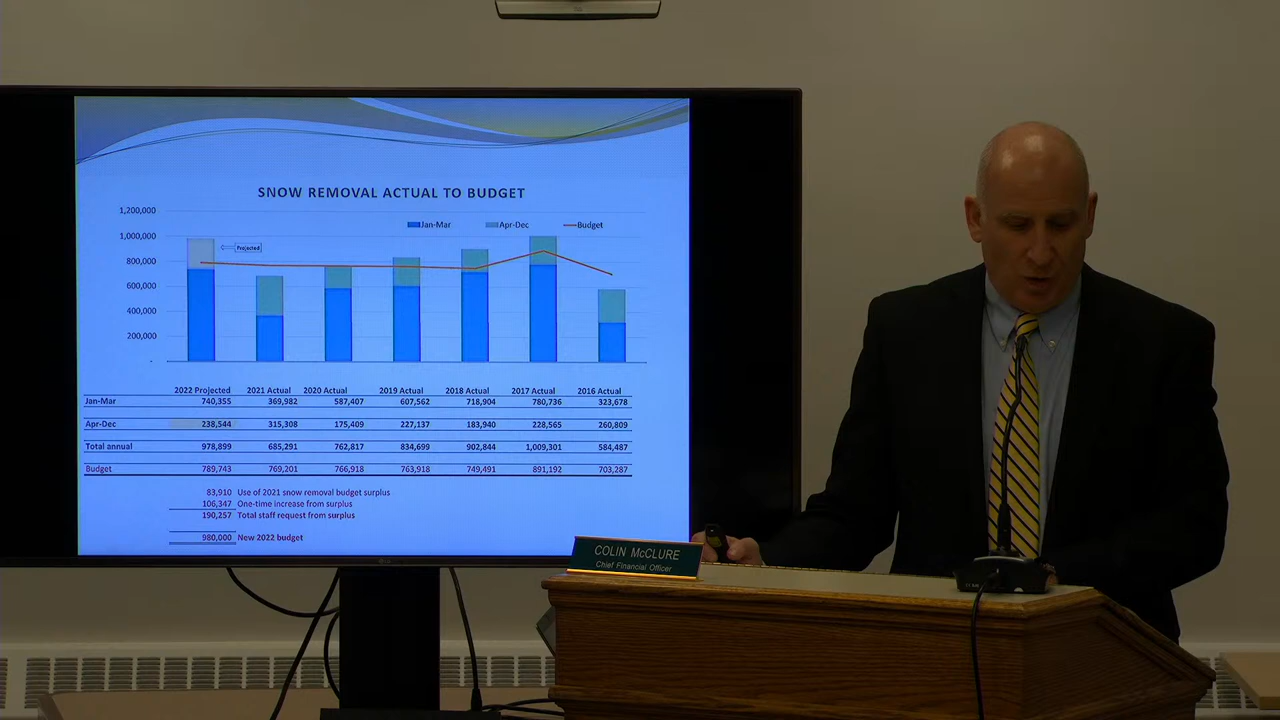 SNOW REMOVAL ACTUAL TO BUDGET
1,200,000
Jan-Mar Apr-Dec Budget
1,000,000
Projected
800,000
600,000
400,000
200,000
-
2022 Projected 2021 Actual 2020 Actual 2019 Actual 2018 Actual 2017 Actual 2016 Actual
Jan-Mar 740,355 369,982 587,407 607,562 718,904 780,736 323,678
Apr-Dec 238,544 315,308 175,409 227,137 183,940 228,565 260,809
Total annual 978,899 685,291 762,817 834,699 902,844 1,009,301 584,487
Budget 789,743 769,201 766,918 763,918 749,491 891,192 703,287
83,910 Use of 2021 snow removal budget surplus
106,347 One-time increase from surplus
190,257 Total staff request from surplus
980,000 New 2022 budget
COLIN McCLURE
Chief Financial Officer